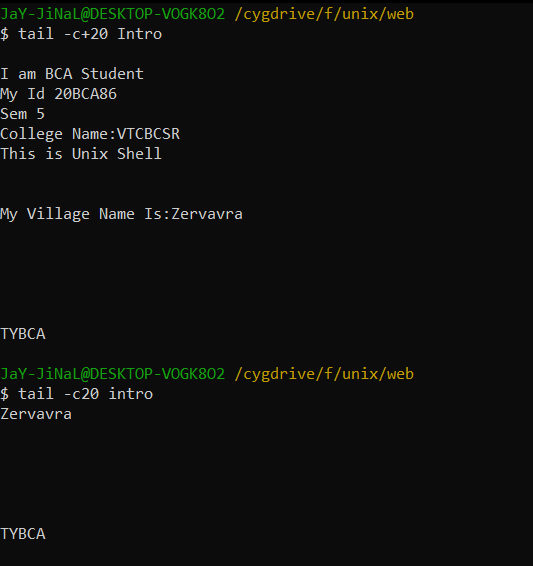 JaY-JiNaL@DESKTOP-VOGK8O2 /cygdrive/f/unix/web
$ tail -c+20 Intro
I am BCA Student
My Id 20BCA86
Sem 5
College Name:VTCBCSR
This is Unix Shell
My Village Name Is:Zervavra
TYBCA
JaY-JiNaL@DESKTOP-VOGK8O2 /cygdrive/f/unix/web
$ tail -c20 intro
Zervavra
TYBCA